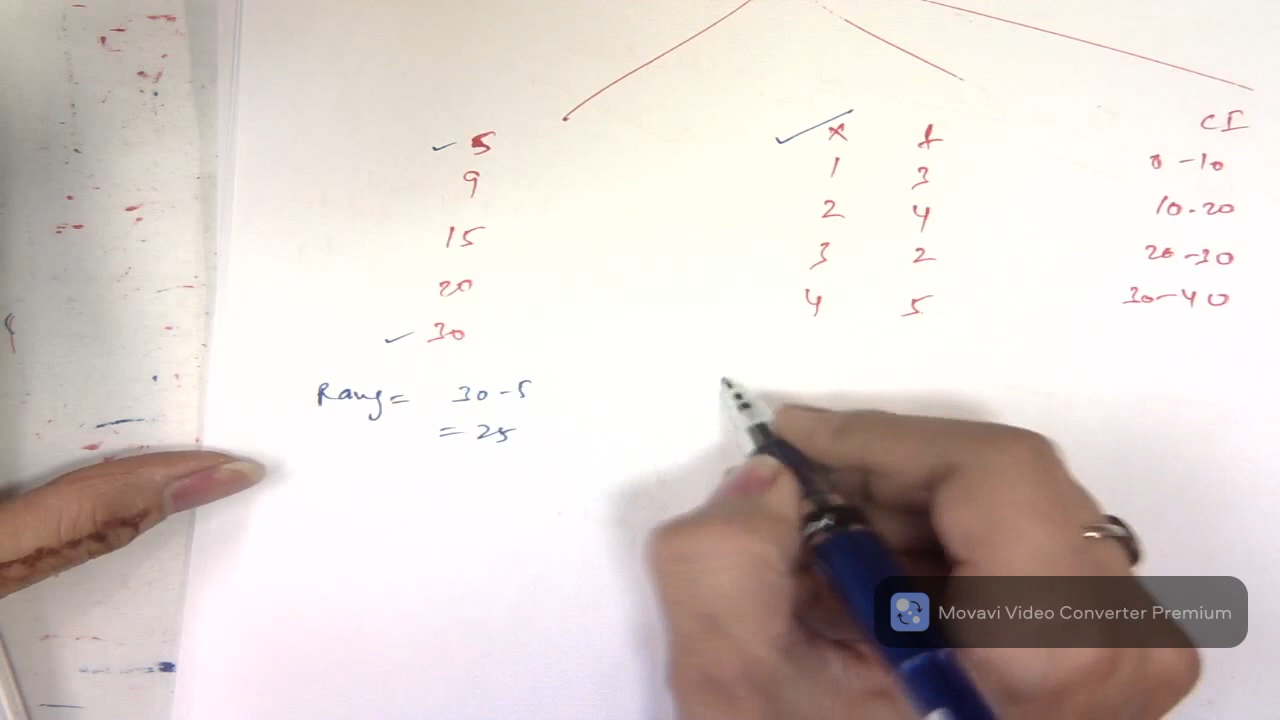 5
9
15
20
30
Rang = 30 - 5
= 25
x f
1 3
2 4
3 2
4 5
CI
0 - 10
10 - 20
20 - 30
30 - 40
Movavi Video Converter Premium